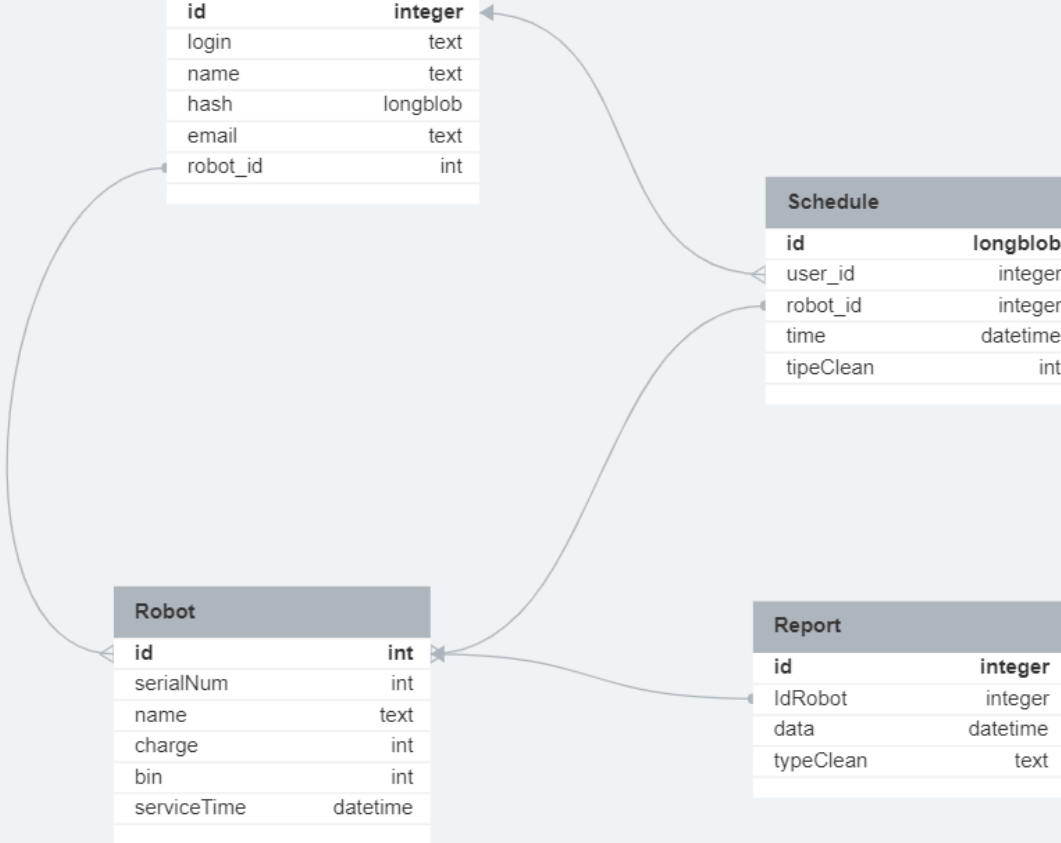 id integer
login text
name text
hash longblob
email text
robot_id int
Schedule
id longblob
user_id integer
robot_id integer
time datetime
tipeClean int
Robot
id int
serialNum int
name text
charge int
bin int
serviceTime datetime
Report
id integer
IdRobot integer
data datetime
typeClean text